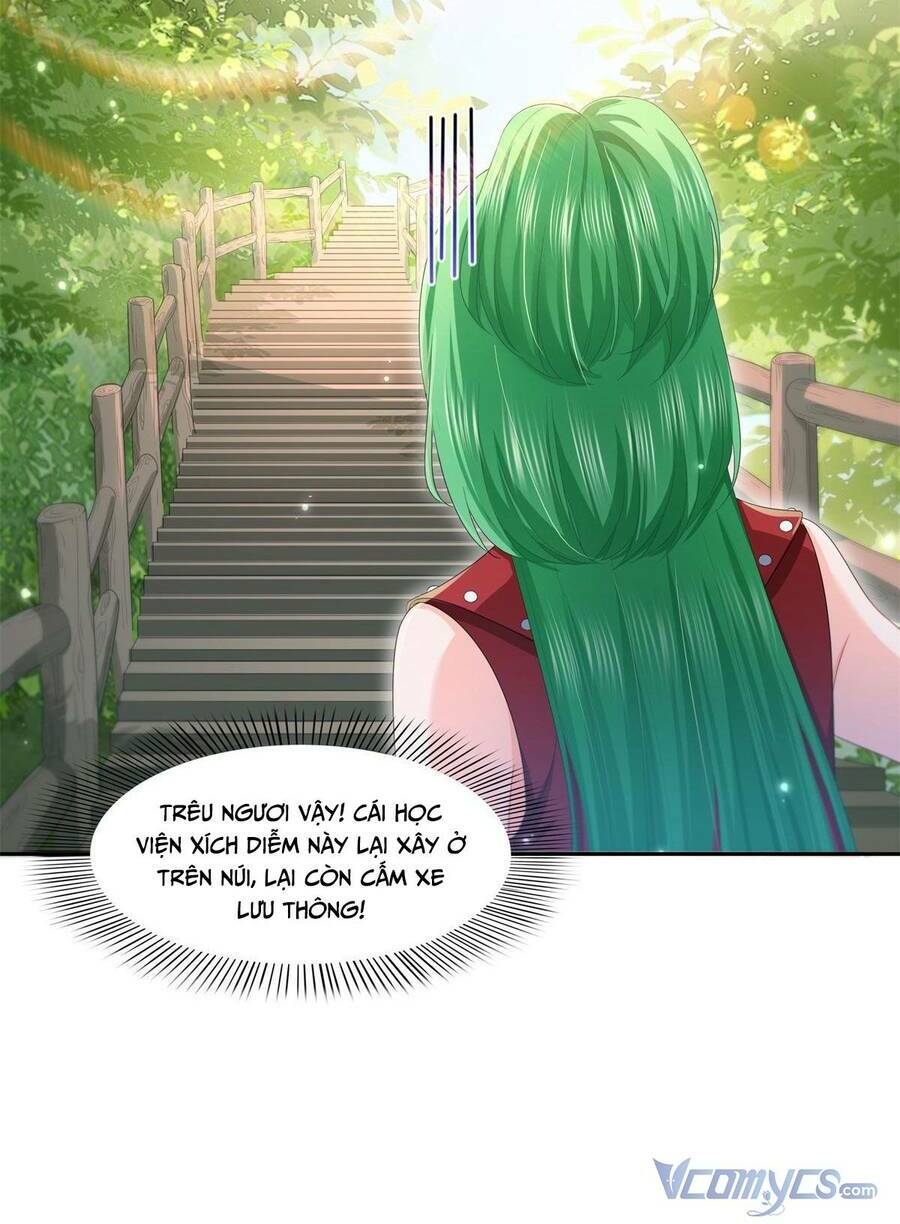 TRÊU NGƯƠI VẬY! CÁI HỌC
VIỆN XÍCH DIỄM NÀY LẠI XÂY Ở
TRÊN NÚI, LẠI CÒN CẤM XE
LƯU THÔNG!
VCOMYCS.com